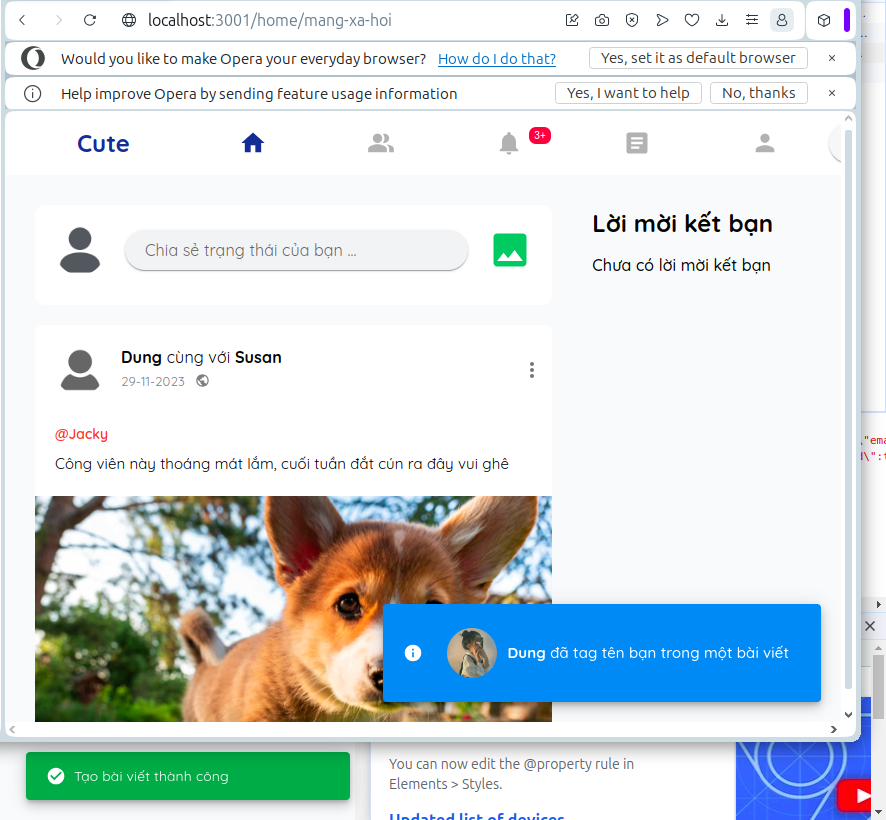 localhost:3001/home/mang-xa-hoi
Would you like to make Opera your everyday browser? How do I do that? Yes, set it as default browser
Help improve Opera by sending feature usage information Yes, I want to help No, thanks
Cute
3+
Chia sẻ trạng thái của bạn ...
Lời mời kết bạn
Chưa có lời mời kết bạn
Dung cùng với Susan
29-11-2023
@Jacky
Công viên này thoáng mát lắm, cuối tuần đắt cún ra đây vui ghê
Dung đã tag tên bạn trong một bài viết
Tạo bài viết thành công
You can now edit the @property rule in
Elements > Styles.
Updated list of devices